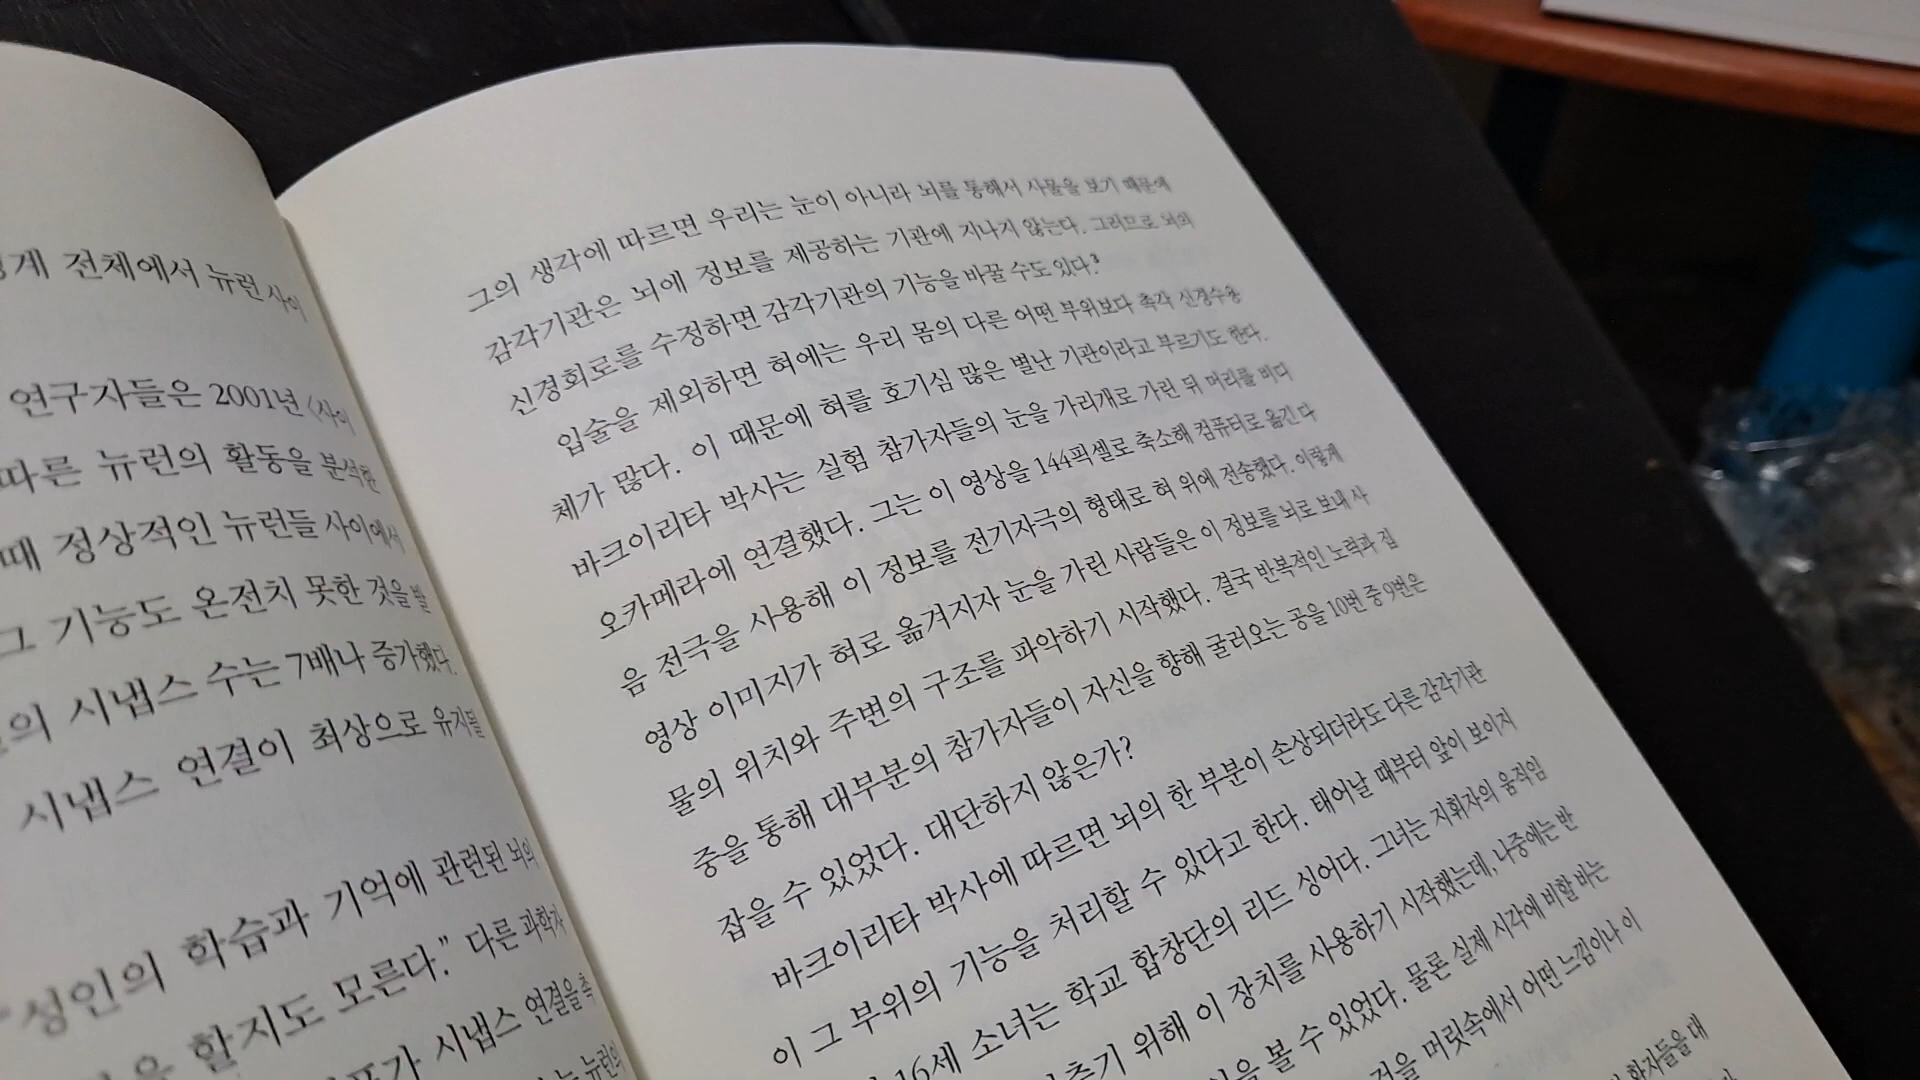 전체에서 뉴런 사이
연구자들은 2001년 〈사이
따른 뉴런의 활동을 분석한
때 정상적인 뉴런들 사이에서
그 기능도 온전치 못한 것을 발
의 시냅스 수는 7배나 증가했다.
시냅스 연결이 최상으로 유지될
"성인의 학습과 기억에 관련된 뇌의
할지도 모른다." 다른 과학자
시냅스 연결을 촉
뉴런의
그의 생각에 따르면 우리는 눈이 아니라 뇌를 통해서 사물을 보기 때문에
감각기관은 뇌에 정보를 제공하는 기관에 지나지 않는다. 그러므로 뇌의
신경회로를 수정하면 감각기관의 기능을 바꿀 수도 있다.³
입술을 제외하면 혀에는 우리 몸의 다른 어떤 부위보다 촉각 신경수용
체가 많다. 이 때문에 혀를 호기심 많은 별난 기관이라고 부르기도 한다.
바크이리타 박사는 실험 참가자들의 눈을 가리개로 가린 뒤 머리를 비디
오카메라에 연결했다. 그는 이 영상을 144픽셀로 축소해 컴퓨터로 옮긴 다
음 전극을 사용해 이 정보를 전기자극의 형태로 혀 위에 전송했다. 이렇게
영상 이미지가 혀로 옮겨지자 눈을 가린 사람들은 이 정보를 뇌로 보내 사
물의 위치와 주변의 구조를 파악하기 시작했다. 결국 반복적인 노력과 집
중을 통해 대부분의 참가자들이 자신을 향해 굴러오는 공을 10번 중 9번은
잡을 수 있었다. 대단하지 않은가?
바크이리타 박사에 따르면 뇌의 한 부분이 손상되더라도 다른 감각기관
이 그 부위의 기능을 처리할 수 있다고 한다. 태어날 때부터 앞이 보이지
16세 소녀는 학교 합창단의 리드 싱어다. 그녀는 지휘자의 움직임
위해 이 장치를 사용하기 시작했는데, 나중에는 반
볼 수 있었다. 물론 실제 시각에 비할 바는
머릿속에서 어떤 느낌이나 이
환자들을 대